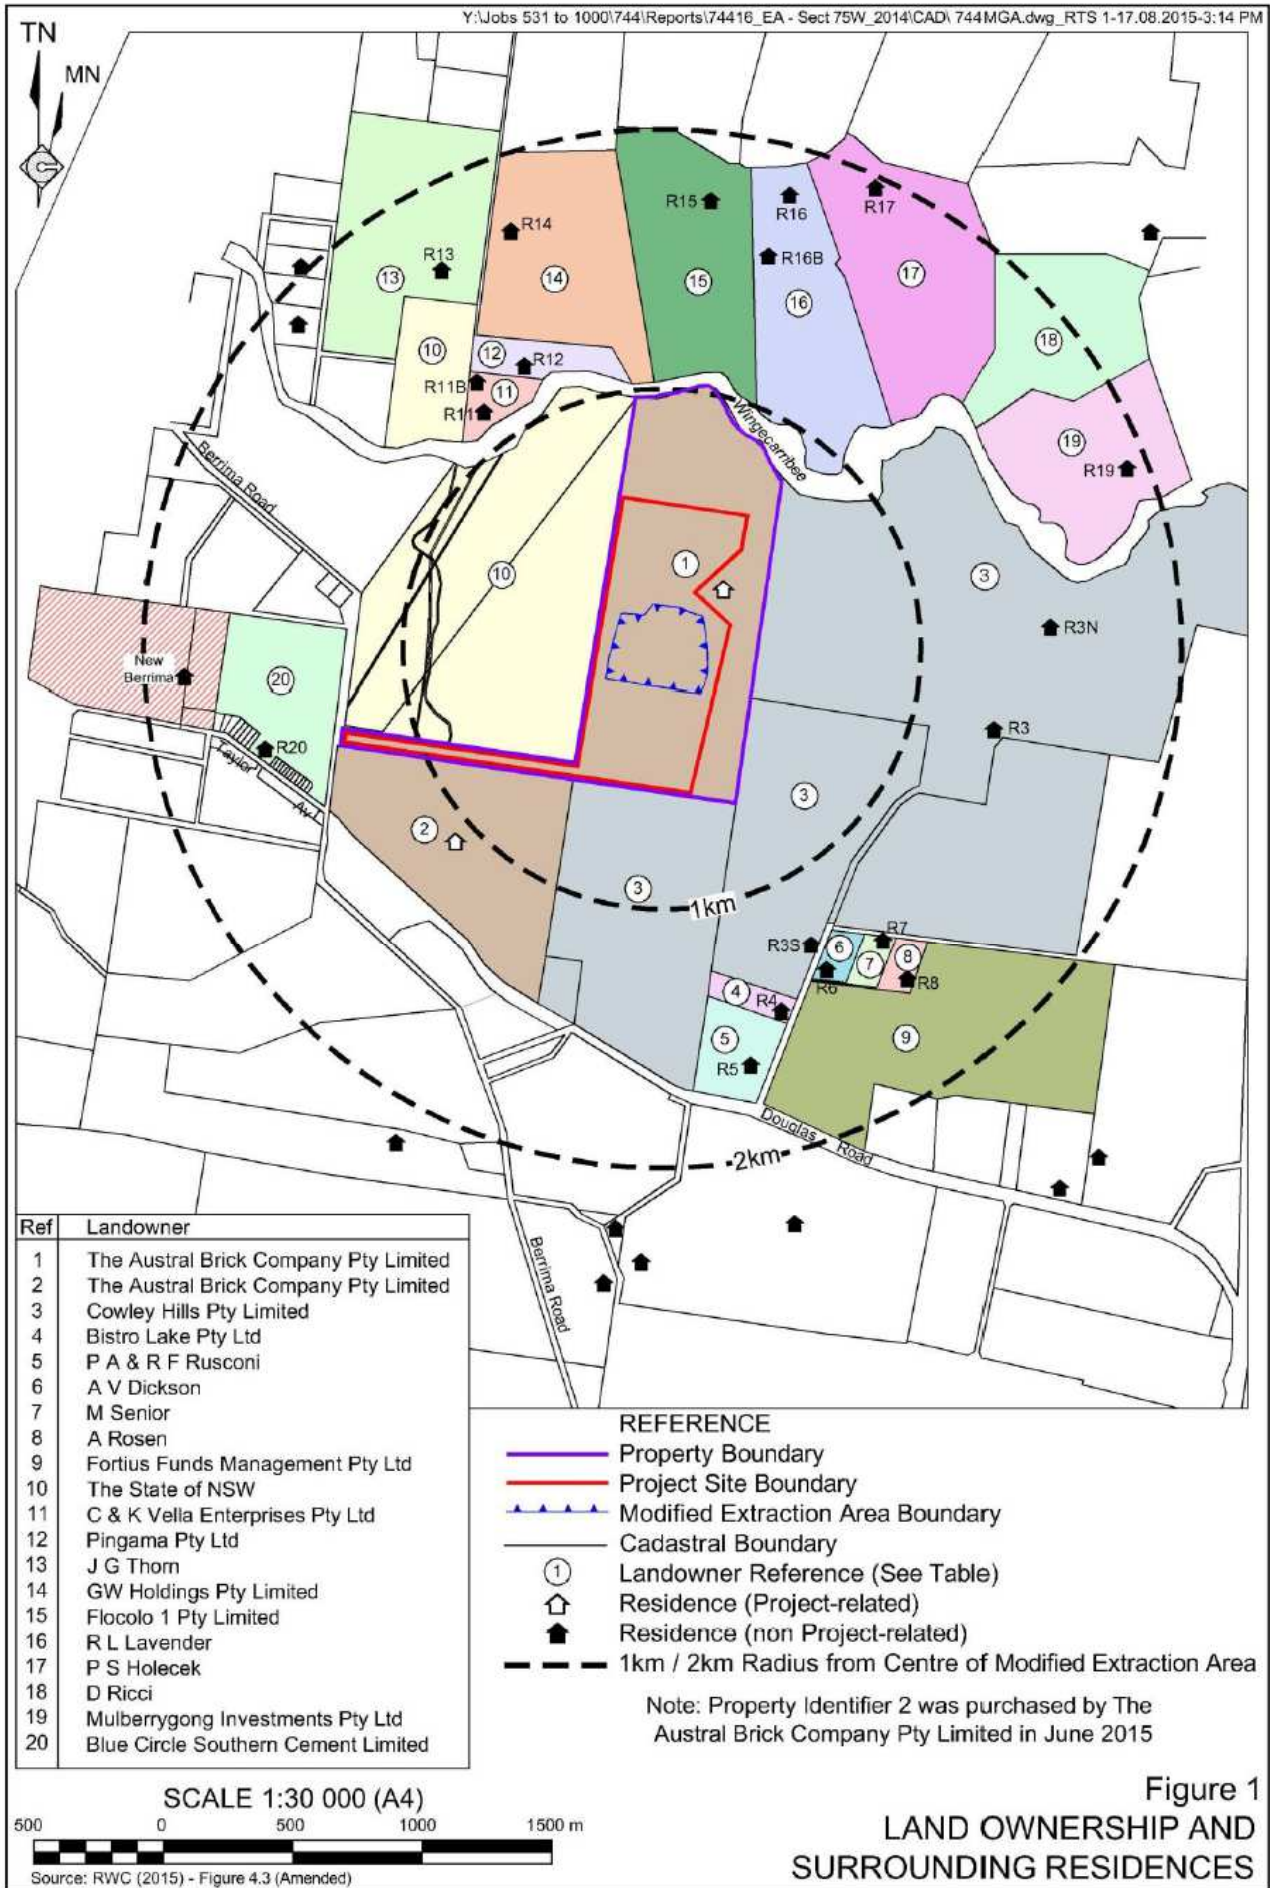 Y:\Jobs 531 to 1000\744\Reports\74416_EA - Sect 75W_2014\CAD\ 744MGA.dwg_RTS 1-17.08.2015-3:14 PM
TN
MN
R15
R16
R17
R14
R16B
R13
13
14
15
16
17
18
10
12
R12
R11B
11
R11
Wingecarribee
19
R19
Berrima Road
1
10
3
R3N
New
Berrima
20
R3
R20
Taylor
Av
2
3
3
1km
R3S
R7
6
7
8
R6
R8
4
R4
5
R5
9
Douglas
Road
2km
Berrima Road
Ref Landowner
1 The Austral Brick Company Pty Limited
2 The Austral Brick Company Pty Limited
3 Cowley Hills Pty Limited
4 Bistro Lake Pty Ltd
5 P A & R F Rusconi
6 A V Dickson
7 M Senior
8 A Rosen
9 Fortius Funds Management Pty Ltd
10 The State of NSW
11 C & K Vella Enterprises Pty Ltd
12 Pingama Pty Ltd
13 J G Thorn
14 GW Holdings Pty Limited
15 Flocolo 1 Pty Limited
16 R L Lavender
17 P S Holecek
18 D Ricci
19 Mulberrygong Investments Pty Ltd
20 Blue Circle Southern Cement Limited
REFERENCE
Property Boundary
Project Site Boundary
Modified Extraction Area Boundary
Cadastral Boundary
1 Landowner Reference (See Table)
Residence (Project-related)
Residence (non Project-related)
1km / 2km Radius from Centre of Modified Extraction Area
Note: Property Identifier 2 was purchased by The
Austral Brick Company Pty Limited in June 2015
SCALE 1:30 000 (A4)
500 0 500 1000 1500 m
Source: RWC (2015) - Figure 4.3 (Amended)
Figure 1
LAND OWNERSHIP AND
SURROUNDING RESIDENCES